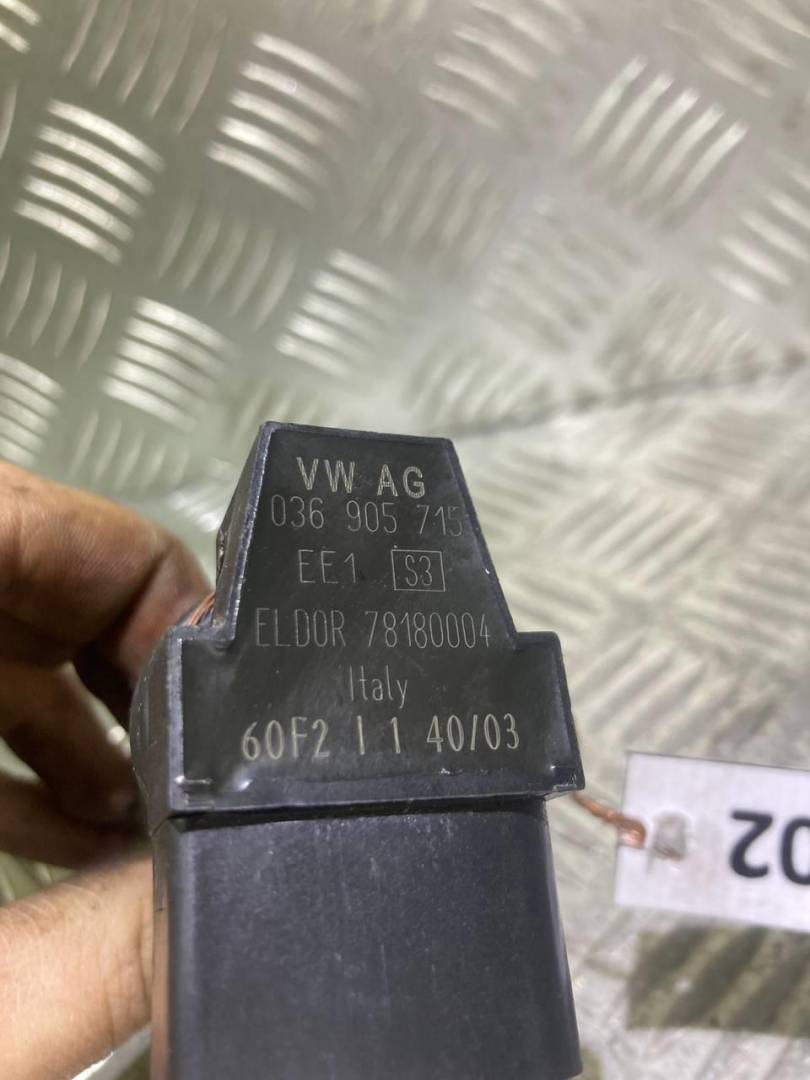 VW AG
036 905 715
EE1 S3
ELDOR 78180004
Italy
60F2 I 1 40/03
02